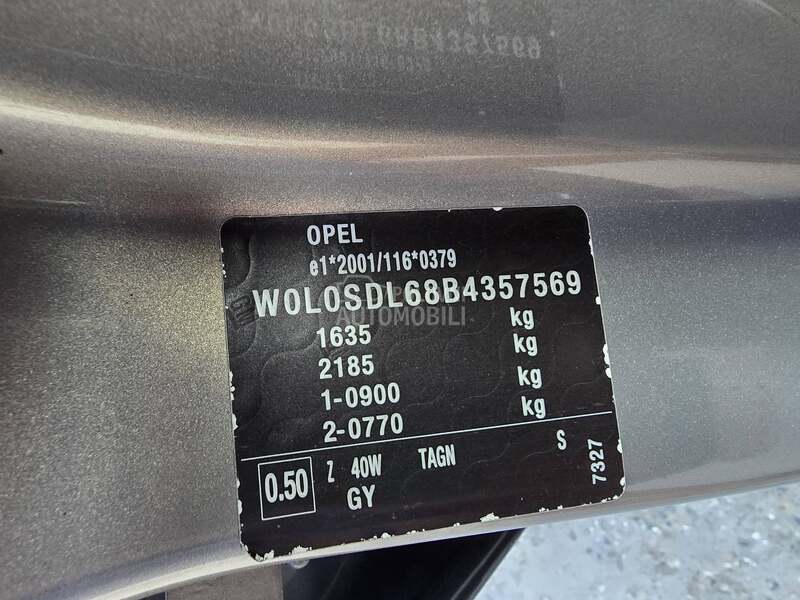 OPEL
e1*2001/116*0379
W0L0SDL68B4357569
1635 kg
2185 kg
1-0900 kg
2-0770 kg
0.50 Z 40W TAGN S 7327
GY
GM
AUTOMOBILI